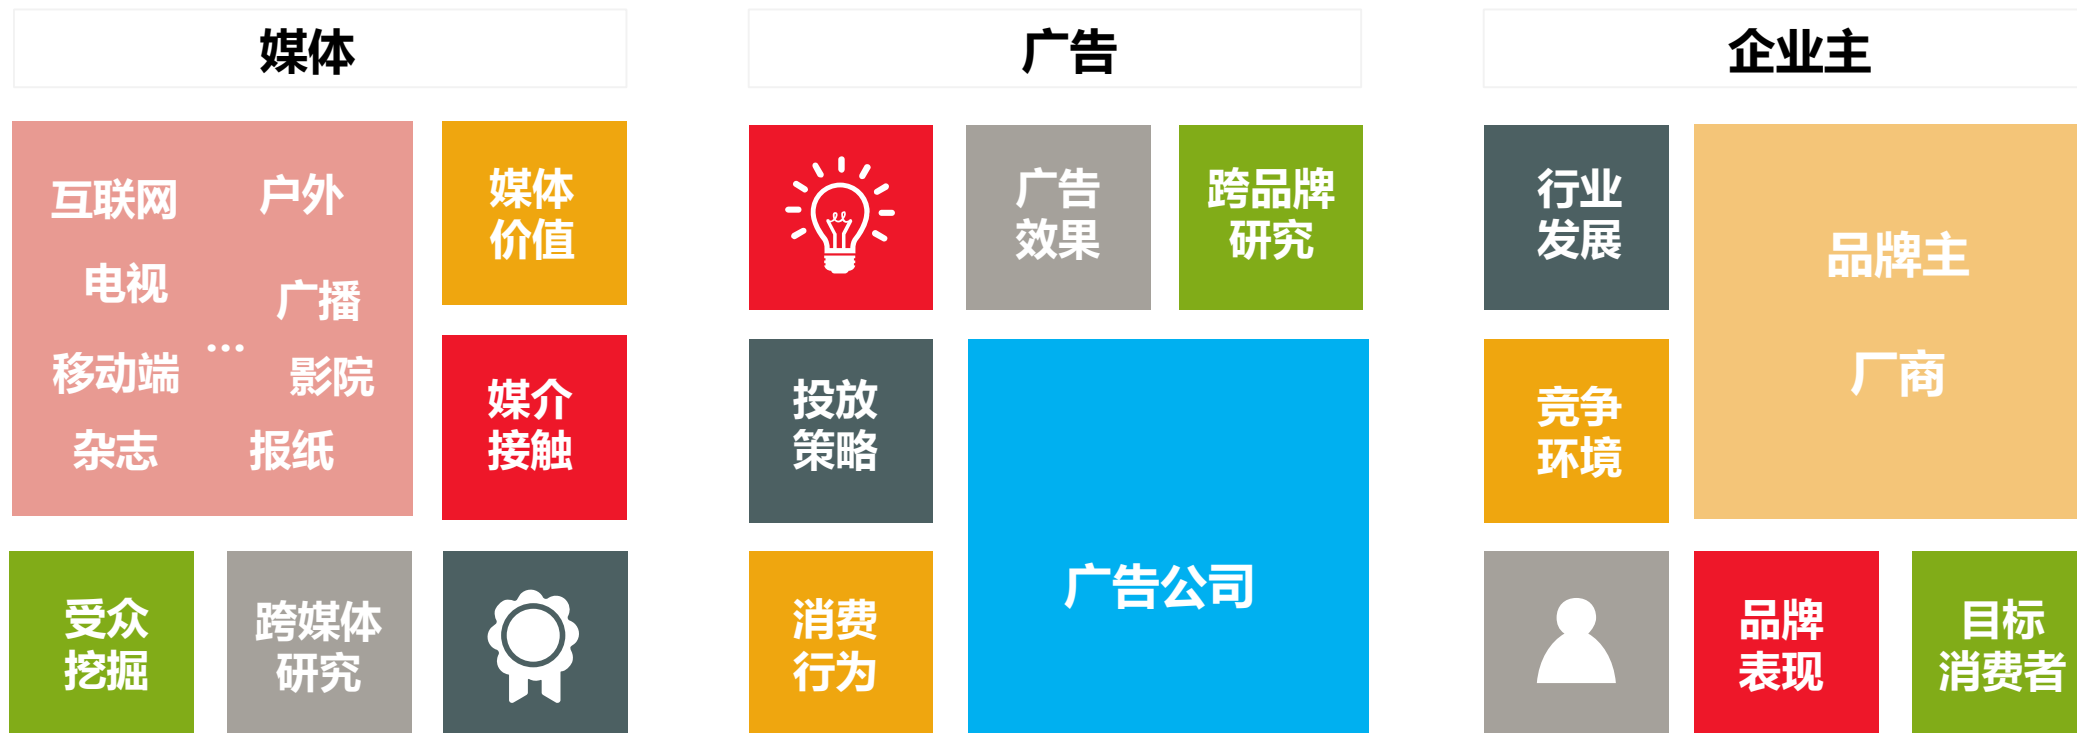 媒体
广告
企业主
互联网
户外
电视
广播
…
移动端
影院
杂志
报纸
媒体
价值
媒介
接触
受众
挖掘
跨媒体
研究
广告
效果
跨品牌
研究
投放
策略
广告公司
消费
行为
行业
发展
品牌主
厂商
竞争
环境
品牌
表现
目标
消费者